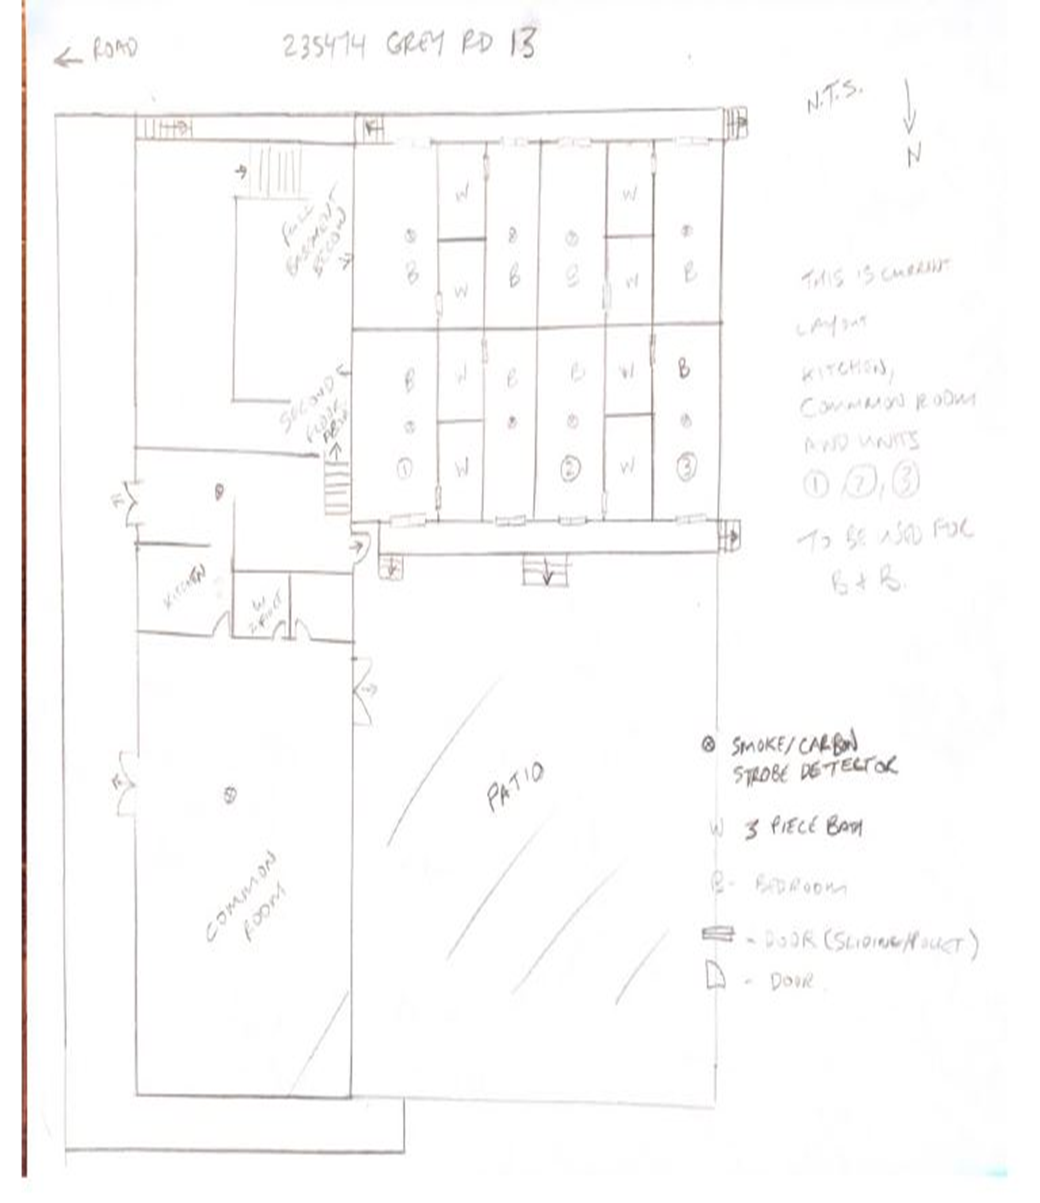 ← ROAD
235474 GREY RD 13
N.T.S.
N
FULL
BASEMENT
BELOW
W
W
W
W
B
B
B
B
SECOND
FLOOR
ABOVE
B
B
B
B
W
W
W
W
①
②
③
THIS IS CURRENT
LAYOUT
KITCHEN,
COMMON ROOM
AND UNITS
①, ②, ③
TO BE USED FOR
B + B.
KITCHEN
W
PATIO
COMMON
ROOM
SMOKE/CARBON
STROBE DETECTOR
W 3 PIECE BATH
B - BEDROOM
- DOOR (SLIDING/POCKET)
- DOOR